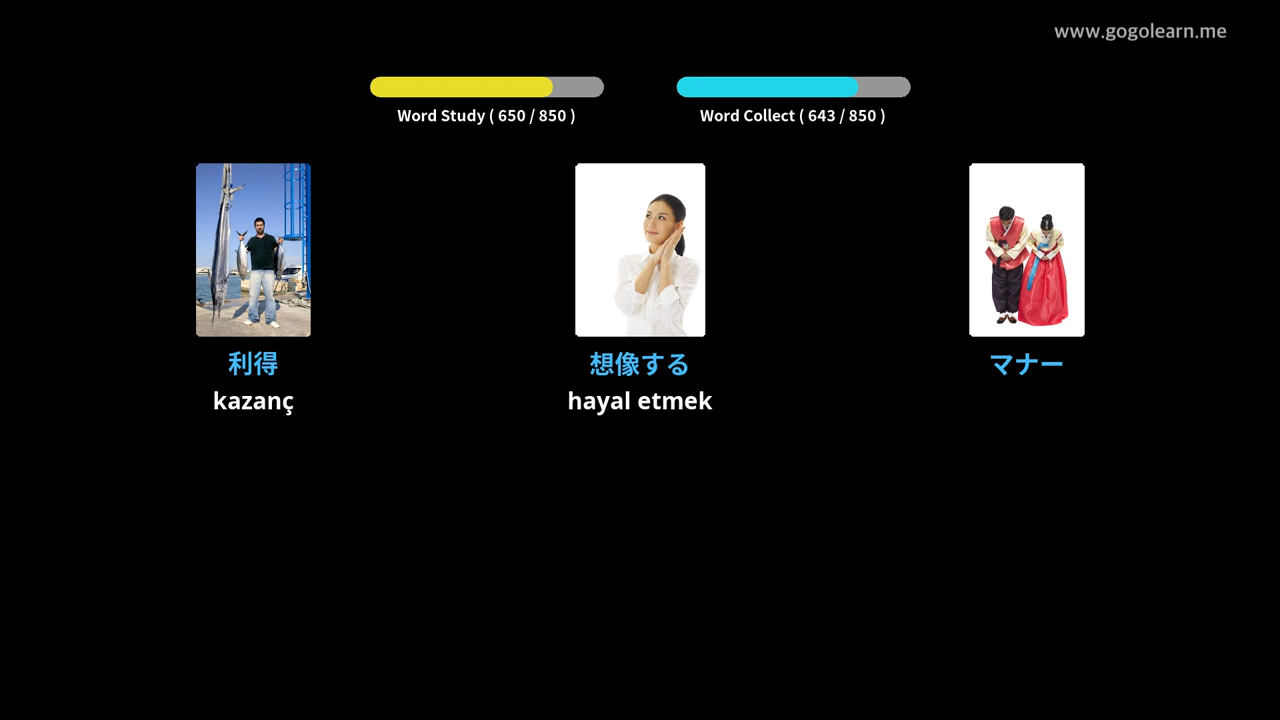 www.gogolearn.me
Word Study ( 650 / 850 )
Word Collect ( 643 / 850 )
利得
kazanç
想像する
hayal etmek
マナー